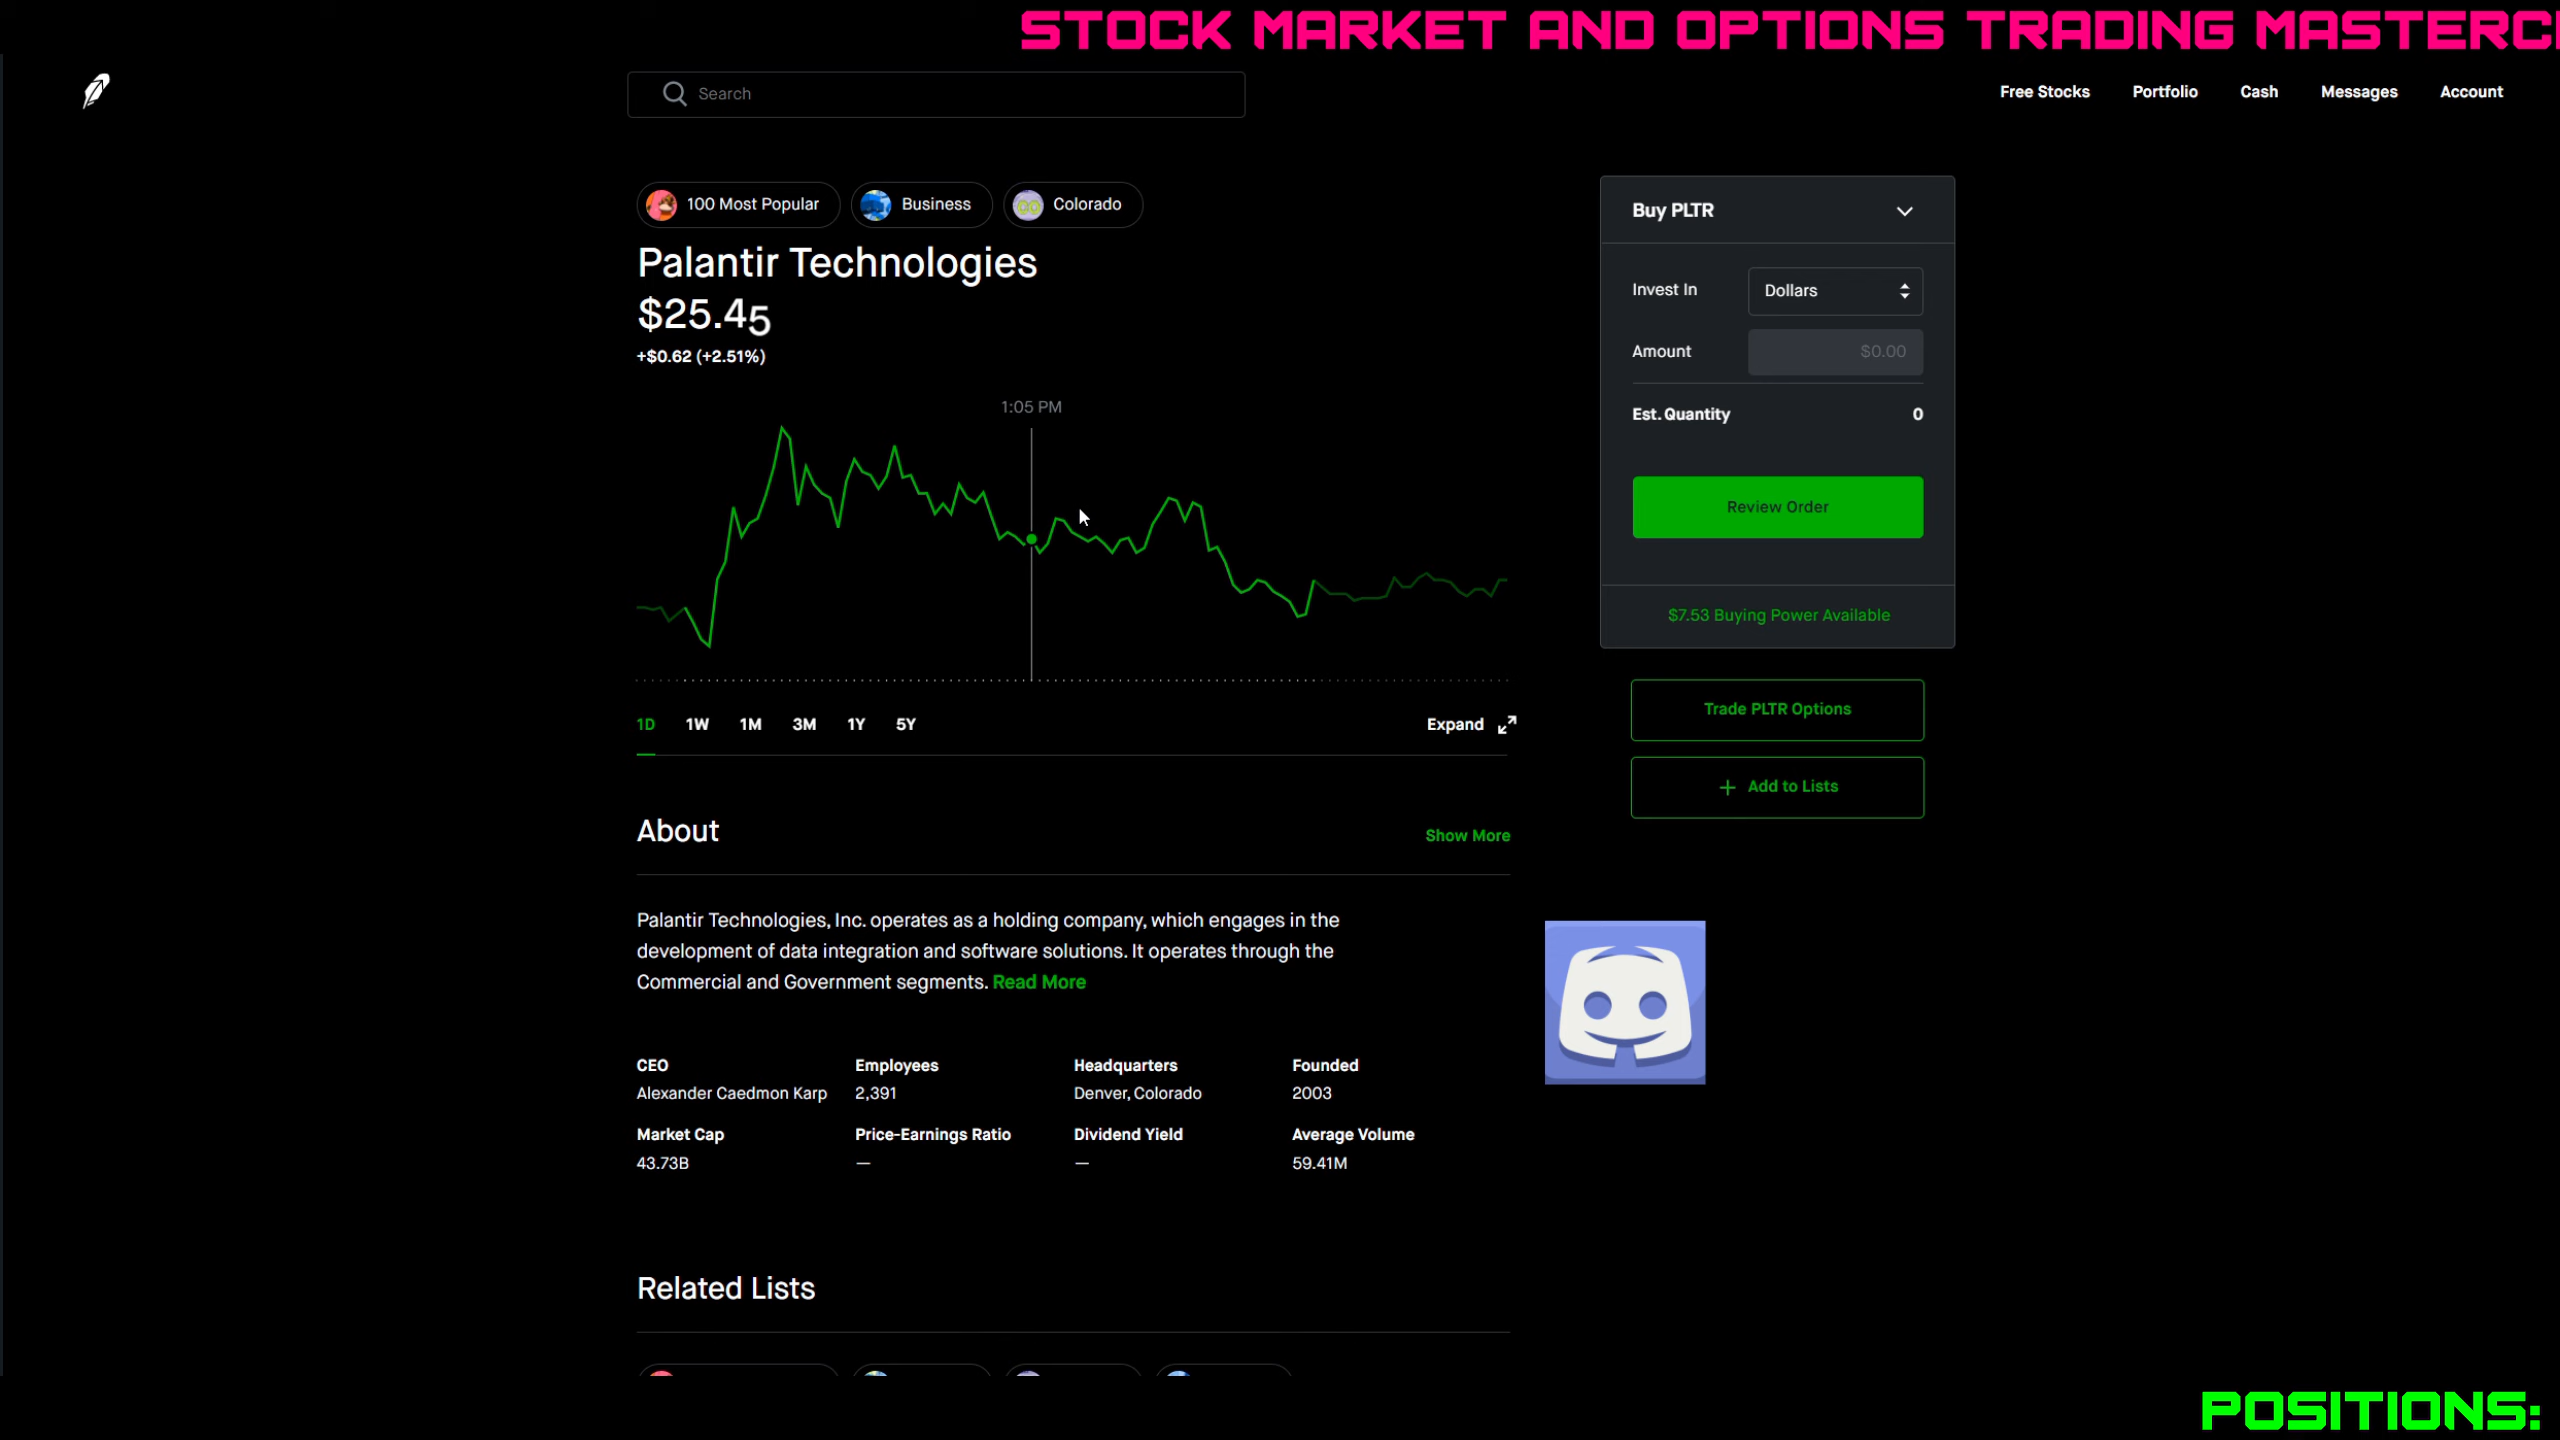 STOCK MARKET AND OPTIONS TRADING MASTERC
Search
Free Stocks
Portfolio
Cash
Messages
Account
100 Most Popular
Business
Colorado
Palantir Technologies
$25.45
+$0.62 (+2.51%)
1:05 PM
1D
1W
1M
3M
1Y
5Y
Expand
Buy PLTR
Invest In
Dollars
Amount
$0.00
Est. Quantity
0
Review Order
$7.53 Buying Power Available
Trade PLTR Options
Add to Lists
About
Show More
Palantir Technologies, Inc. operates as a holding company, which engages in the
development of data integration and software solutions. It operates through the
Commercial and Government segments. Read More
CEO
Employees
Headquarters
Founded
Alexander Caedmon Karp
2,391
Denver, Colorado
2003
Market Cap
Price-Earnings Ratio
Dividend Yield
Average Volume
43.73B
—
—
59.41M
Related Lists
POSITIONS: